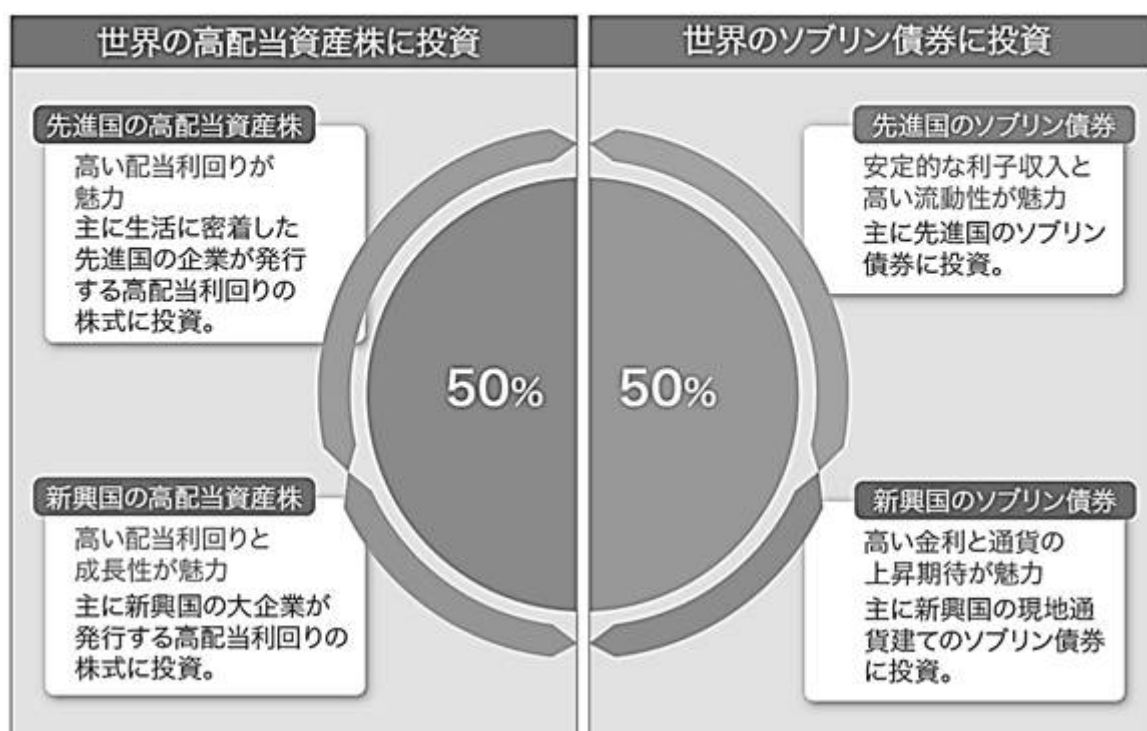 世界の高配当資産株に投資
先進国の高配当資産株
高い配当利回りが
魅力
主に生活に密着した
先進国の企業が発行
する高配当利回りの
株式に投資。
50%
新興国の高配当資産株
高い配当利回りと
成長性が魅力
主に新興国の大企業が
発行する高配当利回りの
株式に投資。
世界のソブリン債券に投資
先進国のソブリン債券
安定的な利子収入と
高い流動性が魅力
主に先進国のソブリン
債券に投資。
50%
新興国のソブリン債券
高い金利と通貨の
上昇期待が魅力
主に新興国の現地通
貨建てのソブリン債券
に投資。